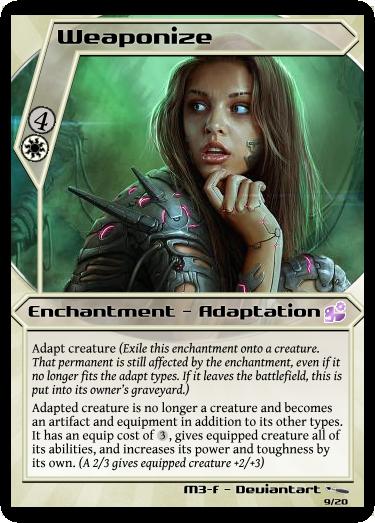 Weaponize
4
Enchantment - Adaptation
Adapt creature (Exile this enchantment onto a creature.
That permanent is still affected by the enchantment, even if it
no longer fits the adapt types. If it leaves the battlefield, this is
put into its owner's graveyard.)
Adapted creature is no longer a creature and becomes
an artifact and equipment in addition to its other types.
It has an equip cost of 3, gives equipped creature all of
its abilities, and increases its power and toughness by
its own. (A 2/3 gives equipped creature +2/+3)
M3-f - Deviantart
9/20